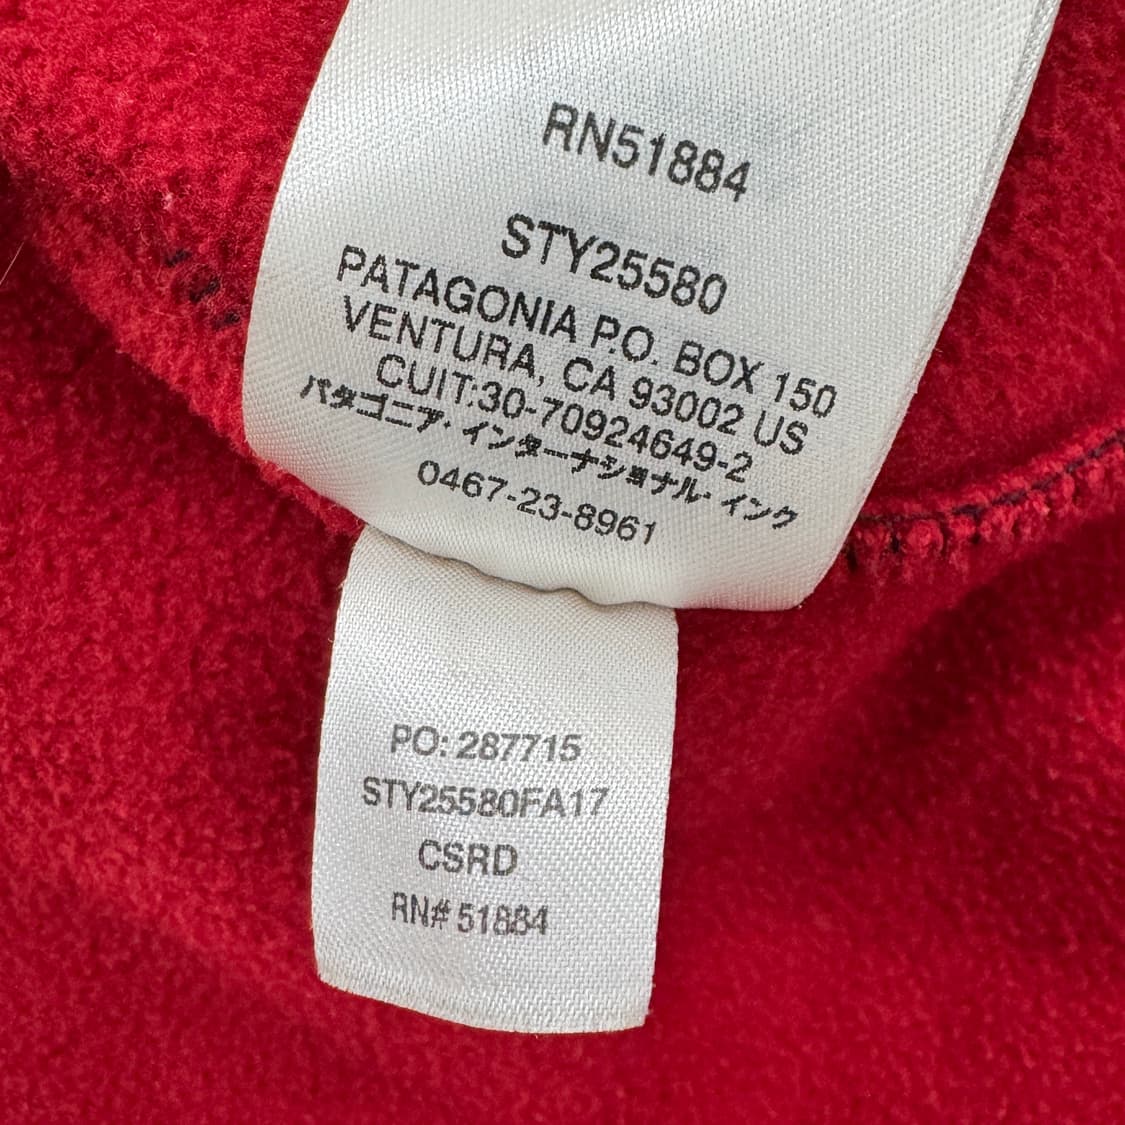 RN51884
STY25580
PATAGONIA P.O. BOX 150
VENTURA, CA 93002 US
CUIT:30-70924649-2
パタゴニア・インターナショナル・インク
0467-23-8961
PO: 287715
STY25580FA17
CSRD
RN# 51884